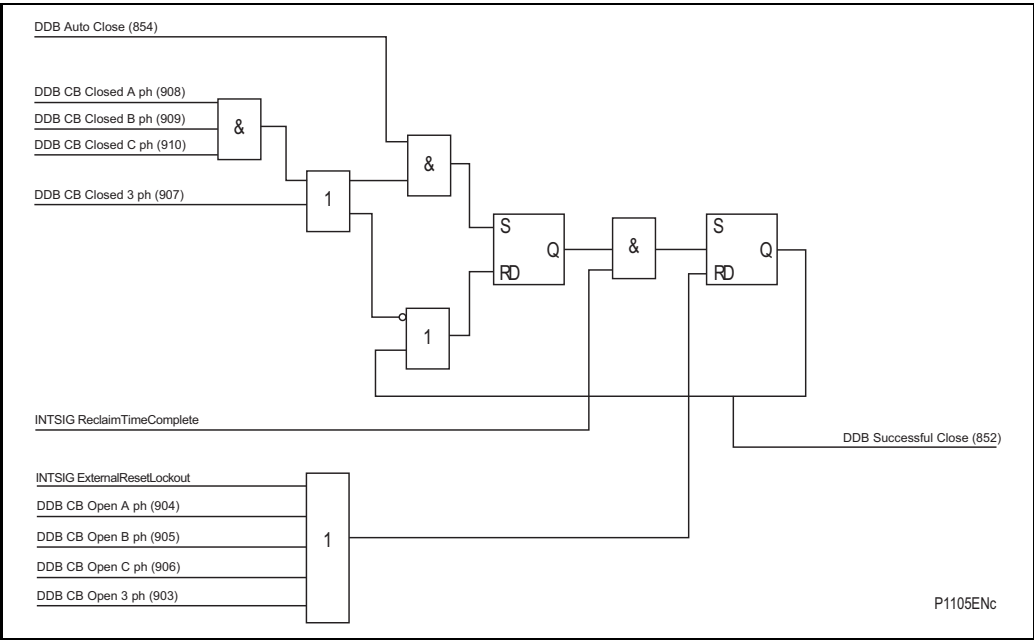 DDB Auto Close (854)
DDB CB Closed A ph (908)
DDB CB Closed B ph (909)
DDB CB Closed C ph (910)
&
DDB CB Closed 3 ph (907)
1
&
S
Q
RD
&
S
Q
RD
1
INTSIG ReclaimTimeComplete
DDB Successful Close (852)
INTSIG ExternalResetLockout
DDB CB Open A ph (904)
DDB CB Open B ph (905)
DDB CB Open C ph (906)
DDB CB Open 3 ph (903)
1
P1105ENc